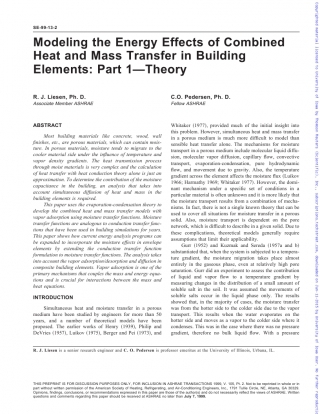 SE-99-13-2
Modeling the Energy Effects of Combined
Heat and Mass Transfer in Building
Elements: Part 1—Theory
R. J. Liesen, Ph. D.
Associate Member ASHRAE
C.O. Pedersen, Ph. D.
Fellow ASHRAE
ABSTRACT
Most building materials like concrete, wood, wall
finishes, etc., are porous materials, which can contain mois-
ture. In porous materials, moisture tends to migrate to the
cooler material side under the influence of temperature and
vapor density gradients. The heat transmission process
through moist materials is very complex and the calculation
of heat transfer with heat conduction theory alone is just an
approximation. To determine the contribution of the moisture
capacitance in the building, an analysis that takes into
account simultaneous diffusion of heat and mass in the
building elements is required.
This paper uses the evaporation-condensation theory to
develop the combined heat and mass transfer models with
vapor adsorption using moisture transfer functions. Moisture
transfer functions are analogous to conduction transfer func-
tions that have been used in building simulations for years.
This paper shows how current energy analysis programs can
be expanded to incorporate the moisture effects in envelope
elements by extending the conduction transfer function
formulation to moisture transfer functions. The analysis takes
into account the vapor adsorption/desorption and diffusion in
composite building elements. Vapor adsorption is one of the
primary mechanisms that couples the mass and energy equa-
tions and is crucial for interactions between the mass and
heat equations.
INTRODUCTION
Simultaneous heat and moisture transfer in a porous
medium have been studied by engineers for more than 50
years, and a number of theoretical models have been
proposed. The earlier works of Henry (1939), Philip and
DeVries (1957), Luikov (1975), Berger and Pei (1973), and
Whitaker (1977), provided much of the initial insight into
this problem. However, simultaneous heat and mass transfer
in a porous medium is much more difficult to model than
sensible heat transfer alone. The mechanisms for moisture
transport in a porous medium include molecular liquid diffu-
sion, molecular vapor diffusion, capillary flow, convective
transport, evaporation-condensation, pure hydrodynamic
flow, and movement due to gravity. Also, the temperature
gradient across the element affects the moisture flux (Luikov
1966; Harmathy 1969; Whitaker 1977). However, the domi-
nant mechanism under a specific set of conditions in a
particular material is often unknown and it is more likely that
the moisture transport results from a combination of mecha-
nisms. In fact, there is not a single known theory that can be
used to cover all situations for moisture transfer in a porous
solid. Also, moisture transport is dependent on the pore
network, which is difficult to describe for a given solid. Due to
these complications, theoretical models generally require
assumptions that limit their applicability.
Gurr (1952) and Kuzmak and Sereda (1957a and b)
substantiated that, when the system is subjected to a tempera-
ture gradient, the moisture migration takes place almost
entirely in the gaseous phase, even at relatively high pore
saturation. Gurr did an experiment to assess the contribution
of liquid and vapor flow to a temperature gradient by
measuring changes in the distribution of a small amount of
soluble salt in the soil. It was assumed the movements of
soluble salts occur in the liquid phase only. The results
showed that, in the majority of cases, the moisture transfer
was from the hotter side to the colder side due to the vapor
transport. This results when the water evaporates on the
hotter side and moves as a vapor to the colder side where it
condenses. This was in the case where there was no pressure
gradient, therefore no bulk liquid flow. With a pressure
R. J. Liesen is a senior research engineer and C. O. Pedersen is professor emeritus at the University of Illinois, Urbana, IL.
THIS PREPRINT IS FOR DISCUSSION PURPOSES ONLY, FOR INCLUSION IN ASHRAE TRANSACTIONS 1999, V. 105, Pt. 2. Not to be reprinted in whole or in
part without written permission of the American Society of Heating, Refrigerating and Air-Conditioning Engineers, Inc., 1791 Tullie Circle, NE, Atlanta, GA 30329.
Opinions, findings, conclusions, or recommendations expressed in this paper are those of the author(s) and do not necessarily reflect the views of ASHRAE. Written
questions and comments regarding this paper should be received at ASHRAE no later than July 7, 1999.